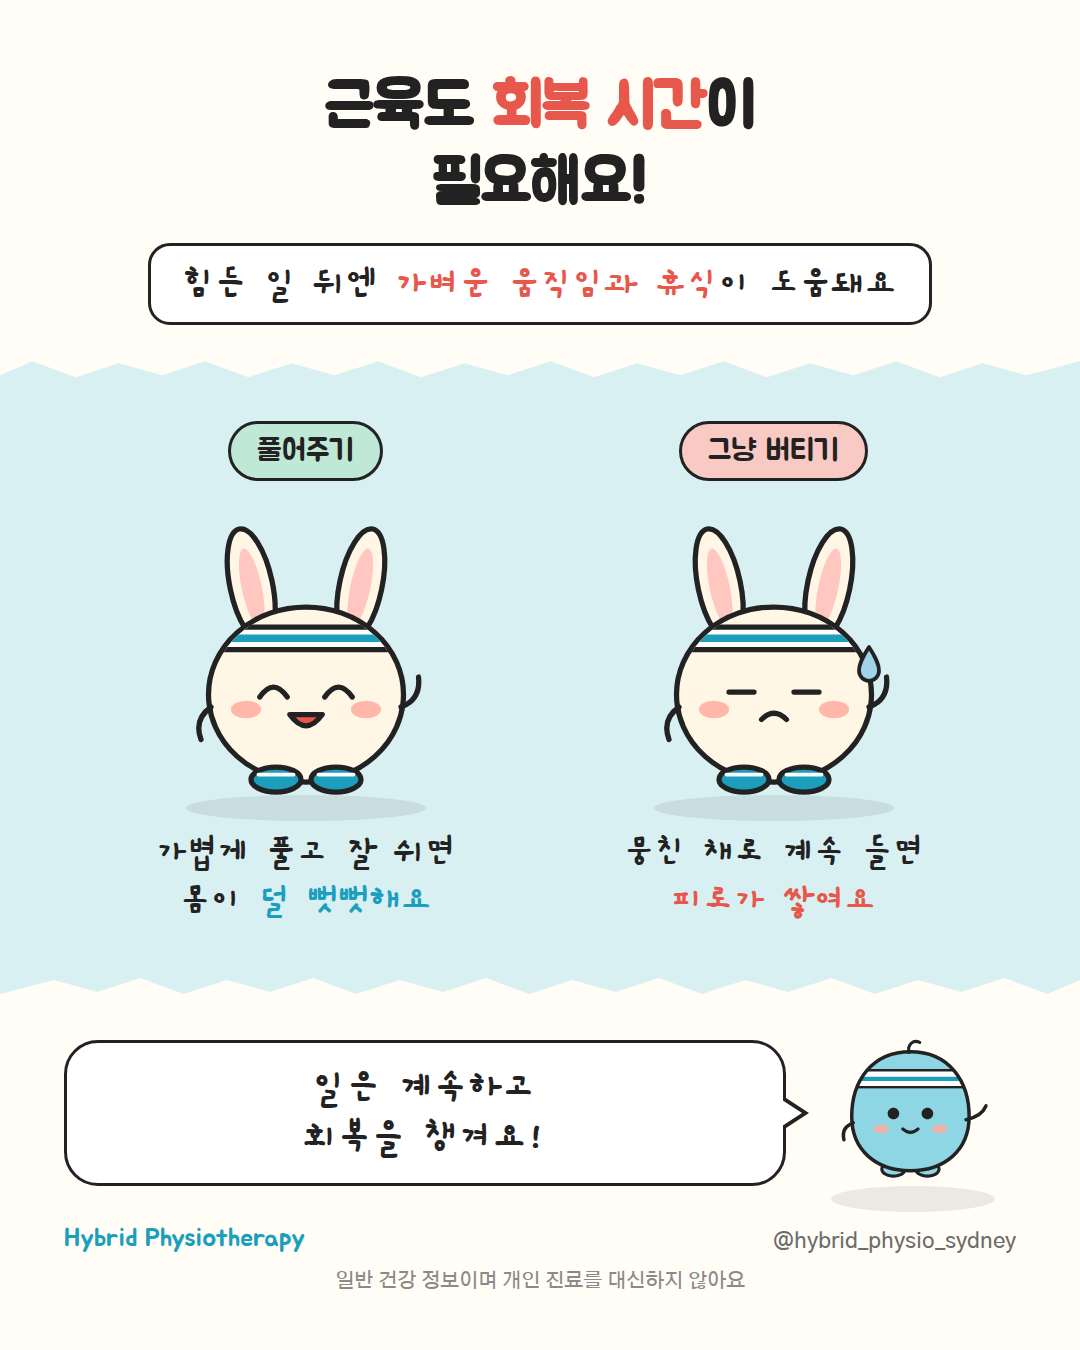 근육도 회복 시간이
필요해요!
힘든 일 뒤엔 가벼운 움직임과 휴식이 도움돼요
풀어주기
그냥 버티기
가볍게 풀고 잘 쉬면
몸이 덜 뻣뻣해요
뭉친 채로 계속 들면
피로가 쌓여요
일은 계속하고
회복을 챙겨요!
Hybrid Physiotherapy
@hybrid_physio_sydney
일반 건강 정보이며 개인 진료를 대신하지 않아요